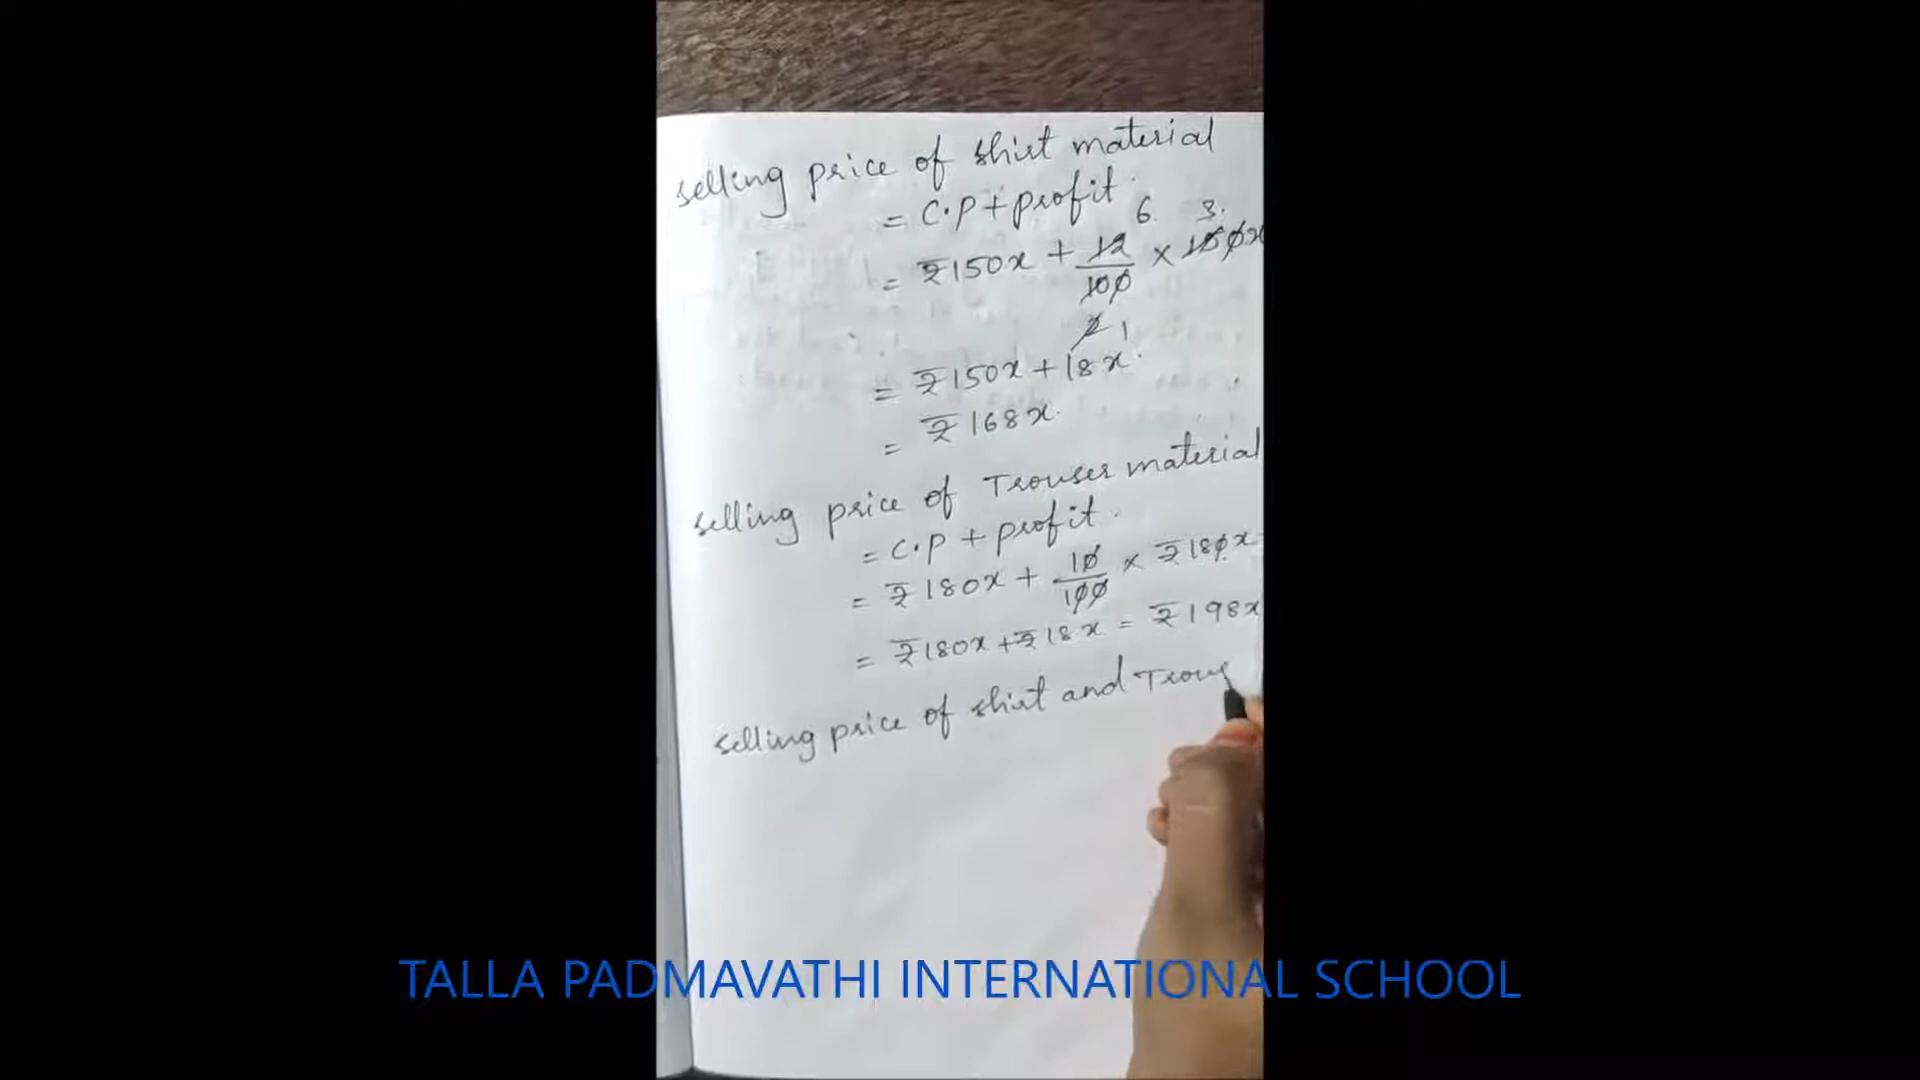 selling price of shirt material
= C.P + profit.
6 3.
= ₹150x + 12/100 × 150x
2 1
= ₹150x + 18x.
= ₹168x.
selling price of Trouser material
= C.P + profit.
= ₹180x + 10/100 × ₹180x
= ₹180x + ₹18x = ₹198x
selling price of shirt and Trous
TALLA PADMAVATHI INTERNATIONAL SCHOOL